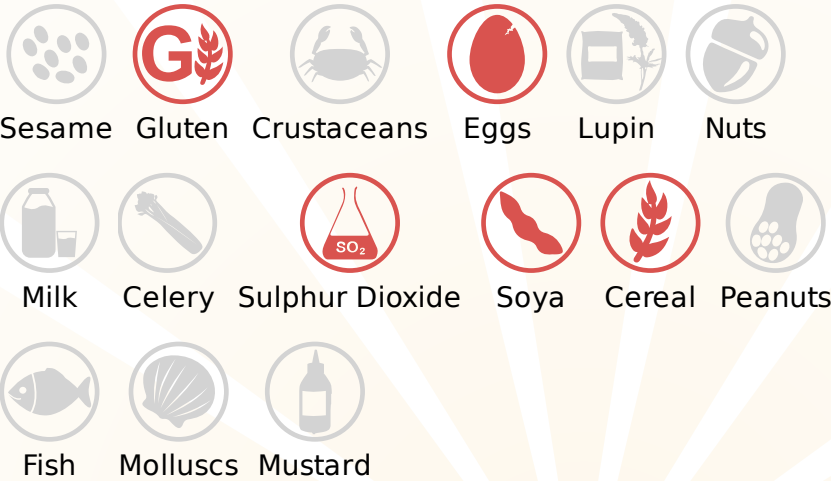 G
SO₂
Sesame Gluten Crustaceans Eggs Lupin Nuts
Milk Celery Sulphur Dioxide Soya Cereal Peanuts
Fish Molluscs Mustard